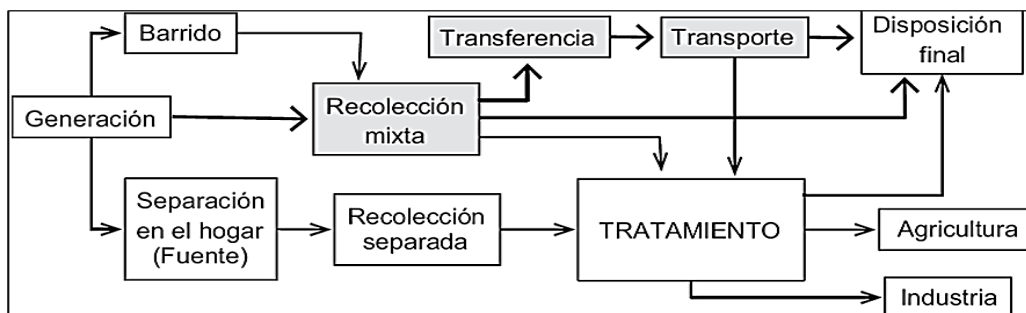 Barrido
Transferencia
Transporte
Disposición
final
Generación
Recolección
mixta
Separación
en el hogar
(Fuente)
Recolección
separada
TRATAMIENTO
Agricultura
Industria